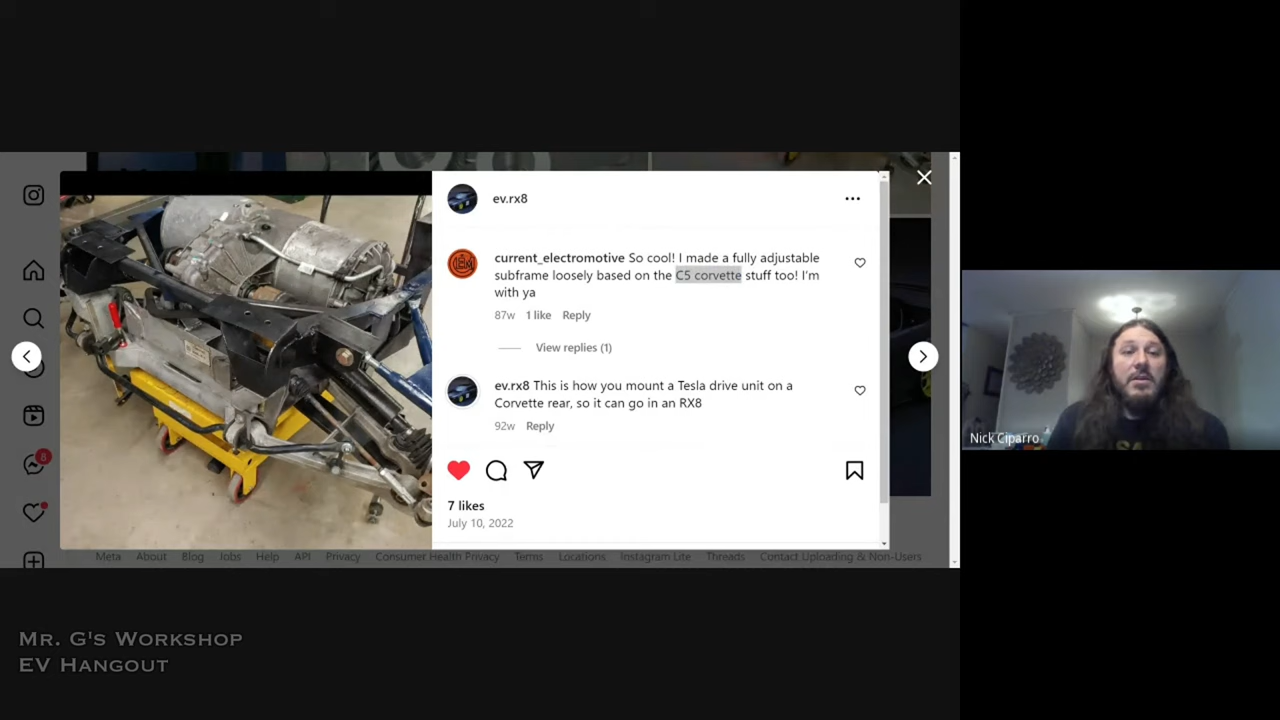 ev.rx8
current_electromotive So cool! I made a fully adjustable
subframe loosely based on the C5 corvette stuff too! I'm
with ya
87w 1 like Reply
View replies (1)
ev.rx8 This is how you mount a Tesla drive unit on a
Corvette rear, so it can go in an RX8
92w Reply
8
7 likes
July 10, 2022
Meta About Blog Jobs Help API Privacy Consumer Health Privacy Terms Locations Instagram Lite Threads Contact Uploading & Non-Users
Nick Ciparro
Mr. G's Workshop
EV Hangout